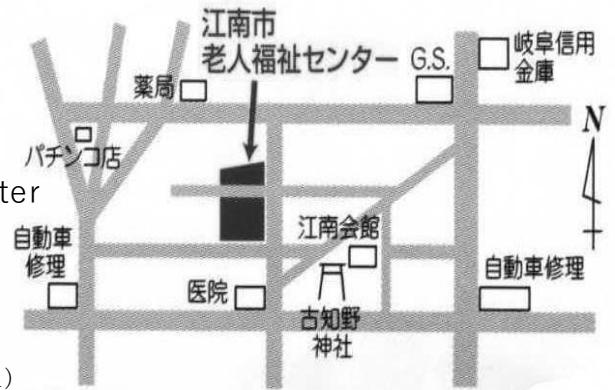 江南市
老人福祉センター
G.S.
岐阜信用
金庫
薬局
N
パチンコ店
ter
自動車
修理
江南会館
医院
古知野
神社
自動車修理
)